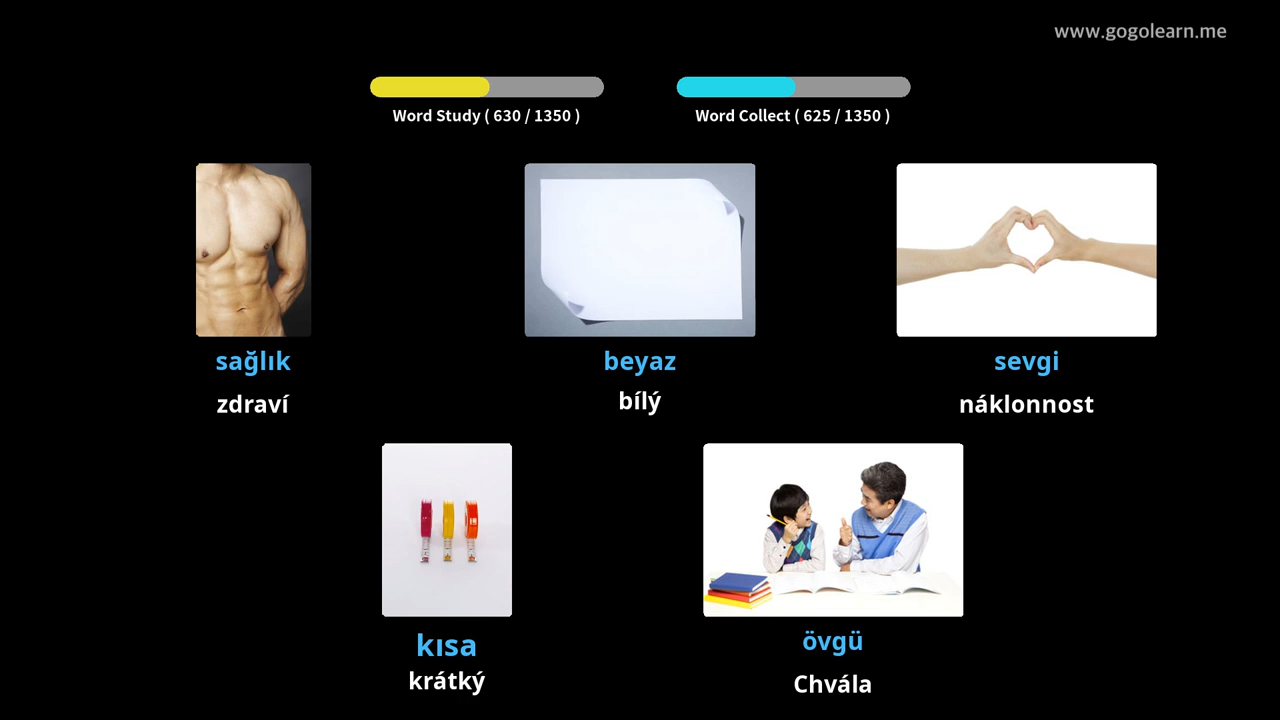 www.gogolearn.me
Word Study ( 630 / 1350 )
Word Collect ( 625 / 1350 )
sağlık
zdraví
beyaz
bílý
sevgi
náklonnost
kısa
krátký
övgü
Chvála